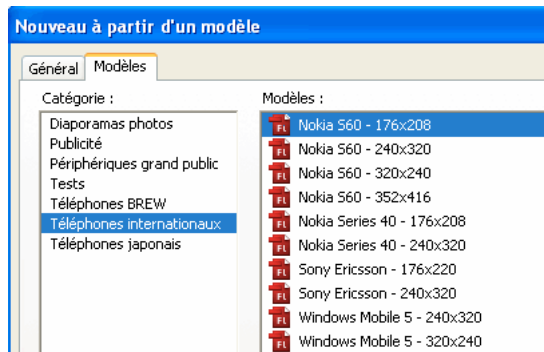 Nouveau à partir d'un modèle
Général
Modèles
Catégorie :
Diaporamas photos
Publicité
Périphériques grand public
Tests
Téléphones BREW
Téléphones internationaux
Téléphones japonais
Modèles :
Nokia S60 - 176x208
Nokia S60 - 240x320
Nokia S60 - 320x240
Nokia S60 - 352x416
Nokia Series 40 - 176x208
Nokia Series 40 - 240x320
Sony Ericsson - 176x220
Sony Ericsson - 240x320
Windows Mobile 5 - 240x320
Windows Mobile 5 - 320x240